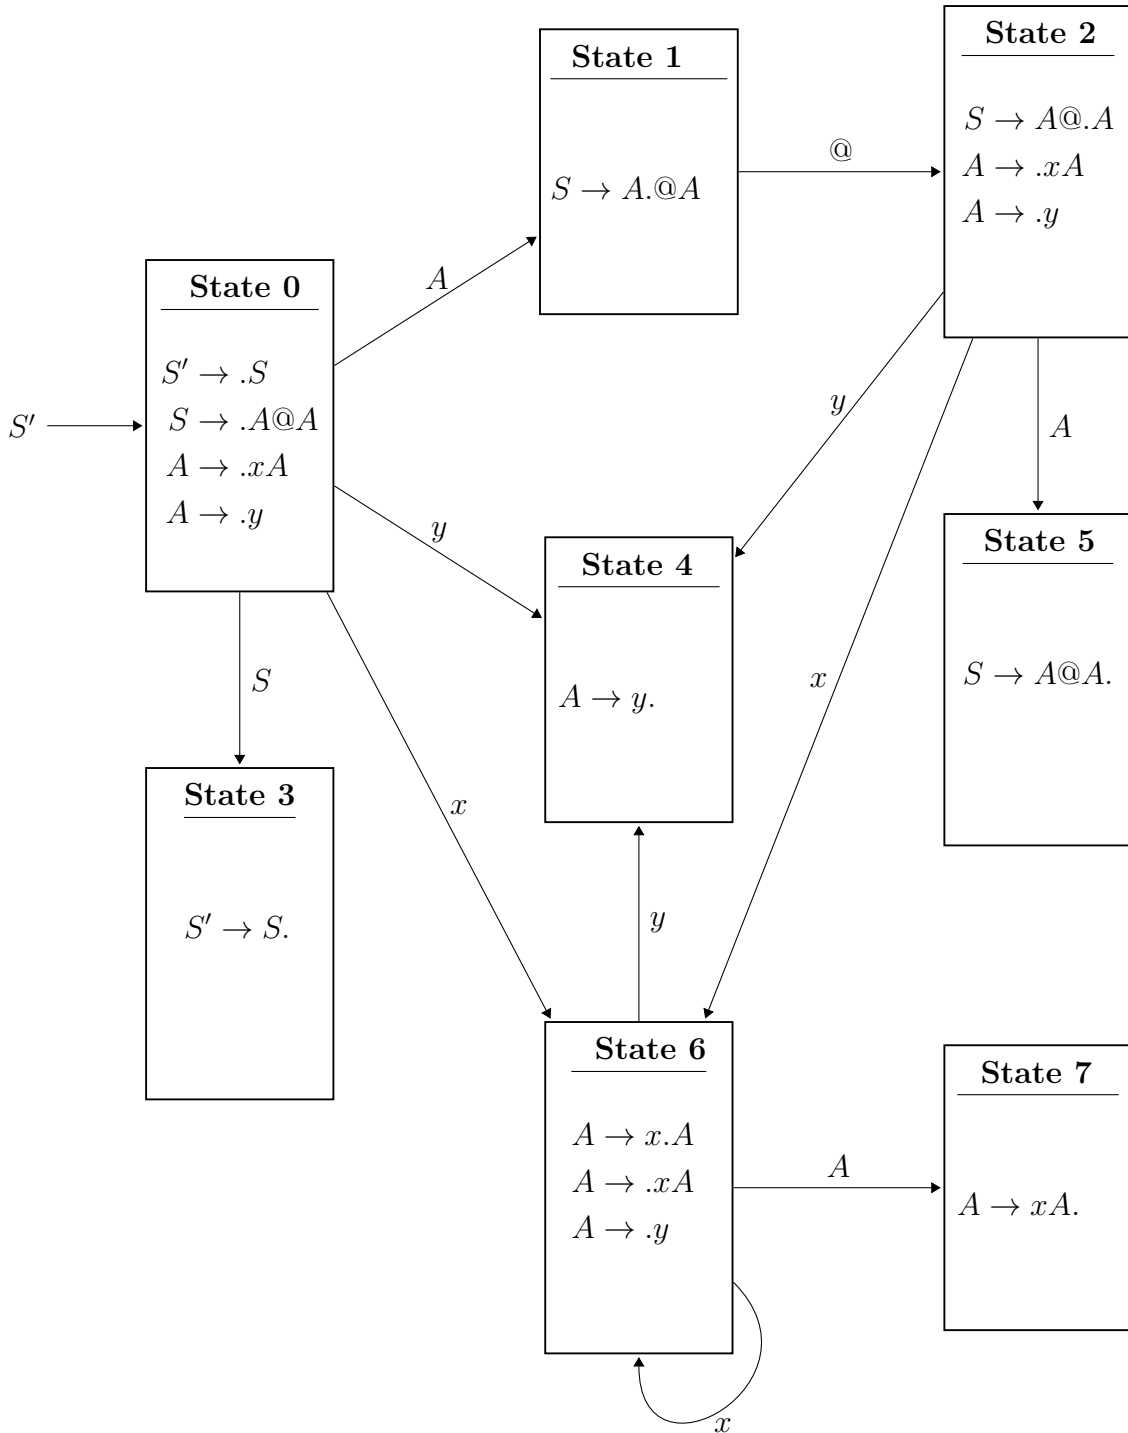 State 0
S′ → .S
S → .A@A
A → .xA
A → .y
State 1
S → A.@A
State 2
S → A@.A
A → .xA
A → .y
State 3
S′ → S.
State 4
A → y.
State 5
S → A@A.
State 6
A → x.A
A → .xA
A → .y
State 7
A → xA.
S′
A
@
y
A
y
x
S
x
y
A
x